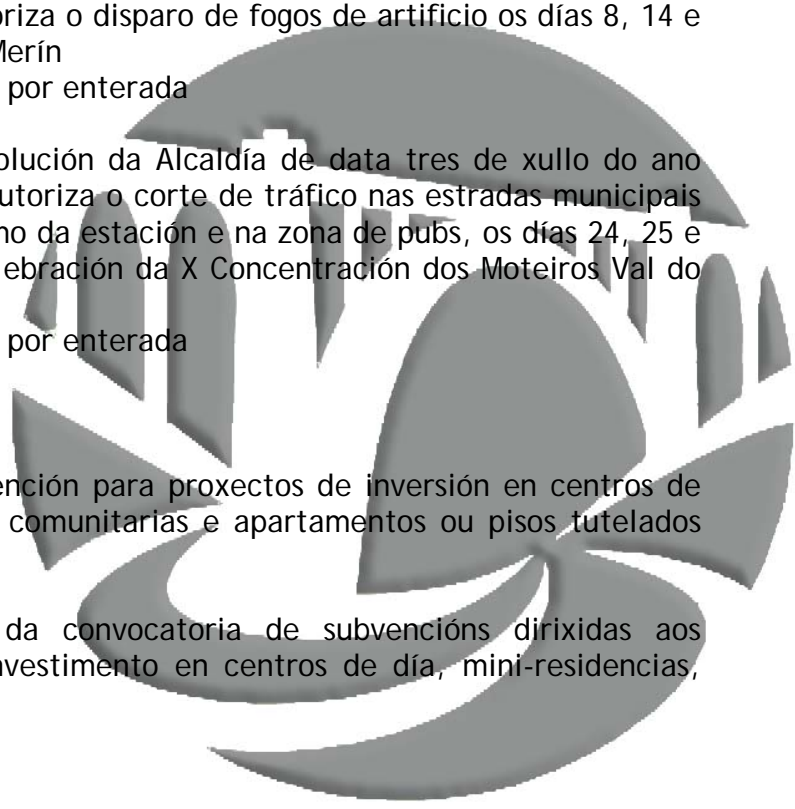 riza o disparo de fogos de artificio os días 8, 14 e
Merín
por enterada
olución da Alcaldía de data tres de xullo do ano
utoriza o corte de tráfico nas estradas municipais
no da estación e na zona de pubs, os días 24, 25 e
ebración da X Concentración dos Moteiros Val do
por enterada
ención para proxectos de inversión en centros de
comunitarias e apartamentos ou pisos tutelados
da convocatoria de subvencións dirixidas aos
nvestimento en centros de día, mini-residencias,